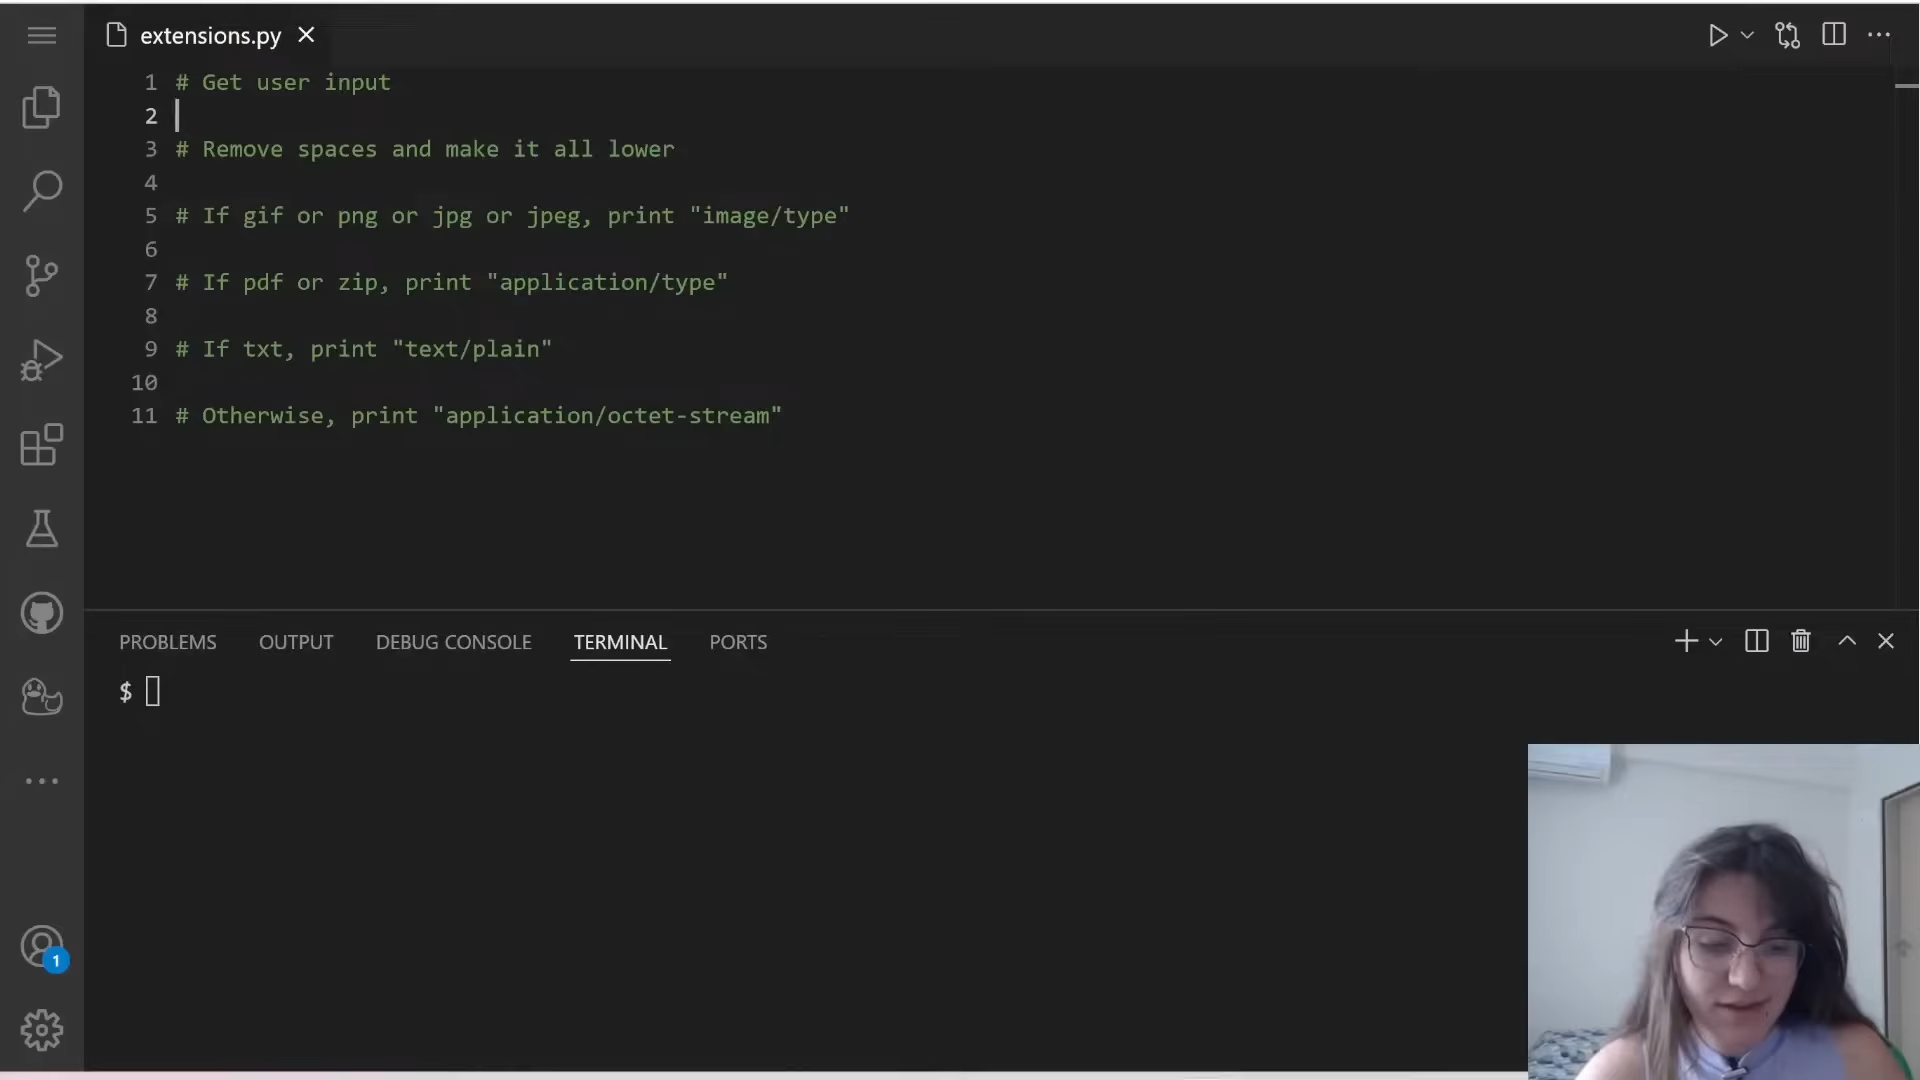 extensions.py
1 # Get user input
2
3 # Remove spaces and make it all lower
4
5 # If gif or png or jpg or jpeg, print "image/type"
6
7 # If pdf or zip, print "application/type"
8
9 # If txt, print "text/plain"
10
11 # Otherwise, print "application/octet-stream"
PROBLEMS OUTPUT DEBUG CONSOLE TERMINAL PORTS
$
1